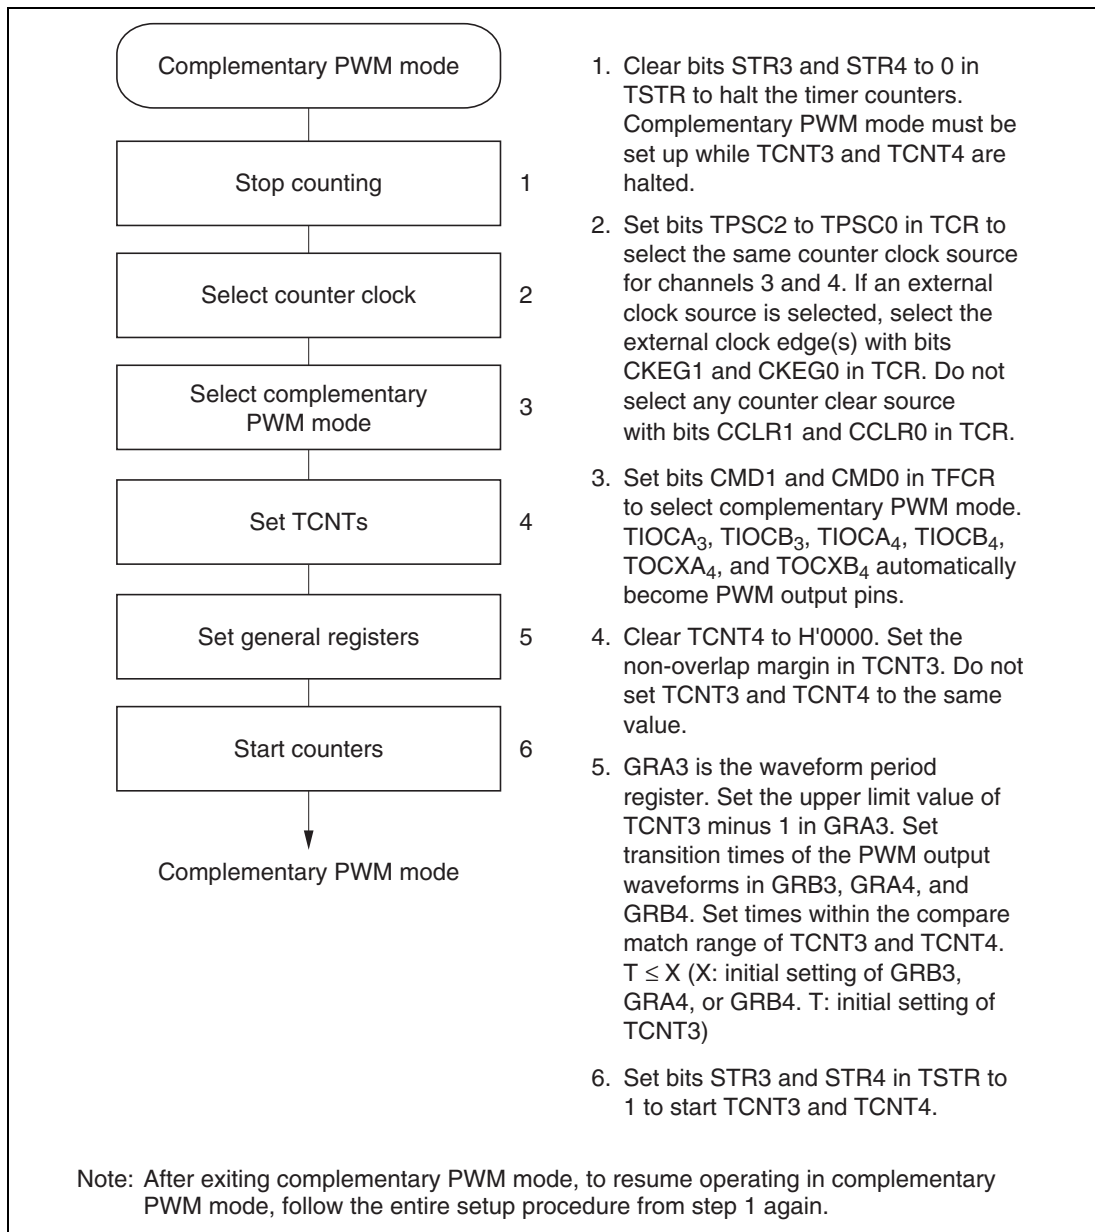 Complementary PWM mode
Stop counting
1
Select counter clock
2
Select complementary
PWM mode
3
Set TCNTs
4
Set general registers
5
Start counters
6
Complementary PWM mode
1. Clear bits STR3 and STR4 to 0 in
TSTR to halt the timer counters.
Complementary PWM mode must be
set up while TCNT3 and TCNT4 are
halted.
2. Set bits TPSC2 to TPSC0 in TCR to
select the same counter clock source
for channels 3 and 4. If an external
clock source is selected, select the
external clock edge(s) with bits
CKEG1 and CKEG0 in TCR. Do not
select any counter clear source
with bits CCLR1 and CCLR0 in TCR.
3. Set bits CMD1 and CMD0 in TFCR
to select complementary PWM mode.
TIOCA₃, TIOCB₃, TIOCA₄, TIOCB₄,
TOCXA₄, and TOCXB₄ automatically
become PWM output pins.
4. Clear TCNT4 to H'0000. Set the
non-overlap margin in TCNT3. Do not
set TCNT3 and TCNT4 to the same
value.
5. GRA3 is the waveform period
register. Set the upper limit value of
TCNT3 minus 1 in GRA3. Set
transition times of the PWM output
waveforms in GRB3, GRA4, and
GRB4. Set times within the compare
match range of TCNT3 and TCNT4.
T ≤ X (X: initial setting of GRB3,
GRA4, or GRB4. T: initial setting of
TCNT3)
6. Set bits STR3 and STR4 in TSTR to
1 to start TCNT3 and TCNT4.
Note: After exiting complementary PWM mode, to resume operating in complementary
PWM mode, follow the entire setup procedure from step 1 again.